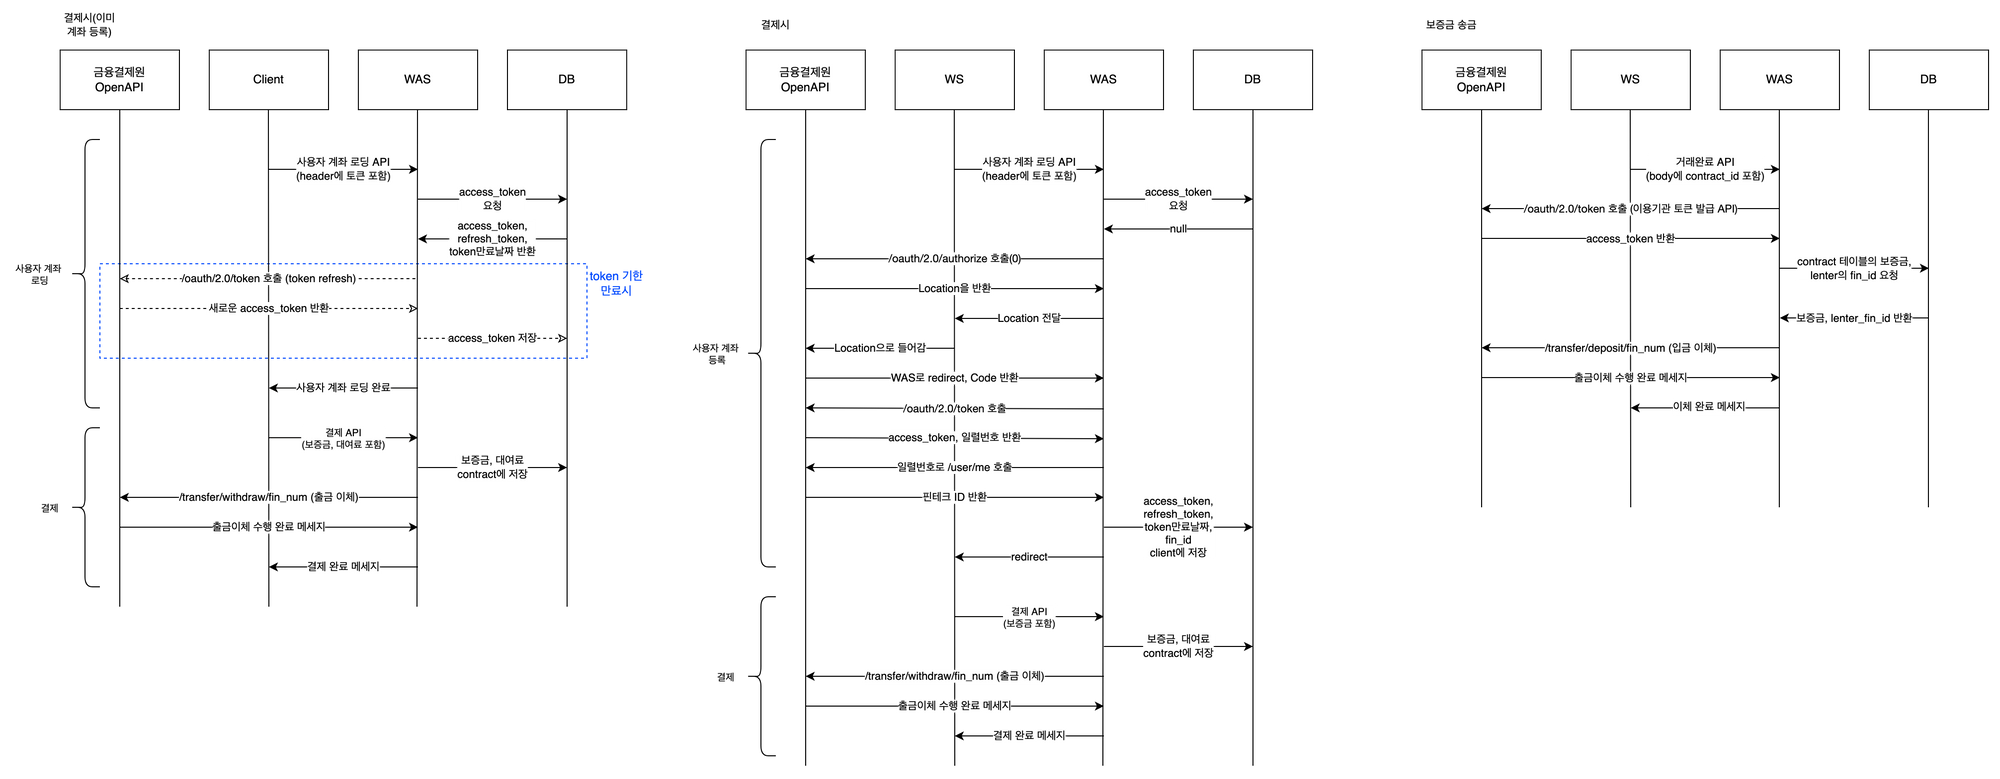 결제시(이미
계좌 등록)
금융결제원
OpenAPI
Client
WAS
DB
사용자 계좌
로딩
사용자 계좌 로딩 API
(header에 토큰 포함)
access_token
요청
access_token,
refresh_token,
token만료날짜 반환
/oauth/2.0/token 호출 (token refresh)
token 기한
만료시
새로운 access_token 반환
access_token 저장
사용자 계좌 로딩 완료
결제
결제 API
(보증금, 대여료 포함)
보증금, 대여료
contract에 저장
/transfer/withdraw/fin_num (출금 이체)
출금이체 수행 완료 메세지
결제 완료 메세지
결제시
금융결제원
OpenAPI
WS
WAS
DB
사용자 계좌
등록
사용자 계좌 로딩 API
(header에 토큰 포함)
access_token
요청
null
/oauth/2.0/authorize 호출(0)
Location을 반환
Location 전달
Location으로 들어감
WAS로 redirect, Code 반환
/oauth/2.0/token 호출
access_token, 일렬번호 반환
일렬번호로 /user/me 호출
핀테크 ID 반환
access_token,
refresh_token,
token만료날짜,
fin_id
client에 저장
redirect
결제
결제 API
(보증금 포함)
보증금, 대여료
contract에 저장
/transfer/withdraw/fin_num (출금 이체)
출금이체 수행 완료 메세지
결제 완료 메세지
보증금 송금
금융결제원
OpenAPI
WS
WAS
DB
거래완료 API
(body에 contract_id 포함)
/oauth/2.0/token 호출 (이용기관 토큰 발급 API)
access_token 반환
contract 테이블의 보증금,
lenter의 fin_id 요청
보증금, lenter_fin_id 반환
/transfer/deposit/fin_num (입금 이체)
출금이체 수행 완료 메세지
이체 완료 메세지